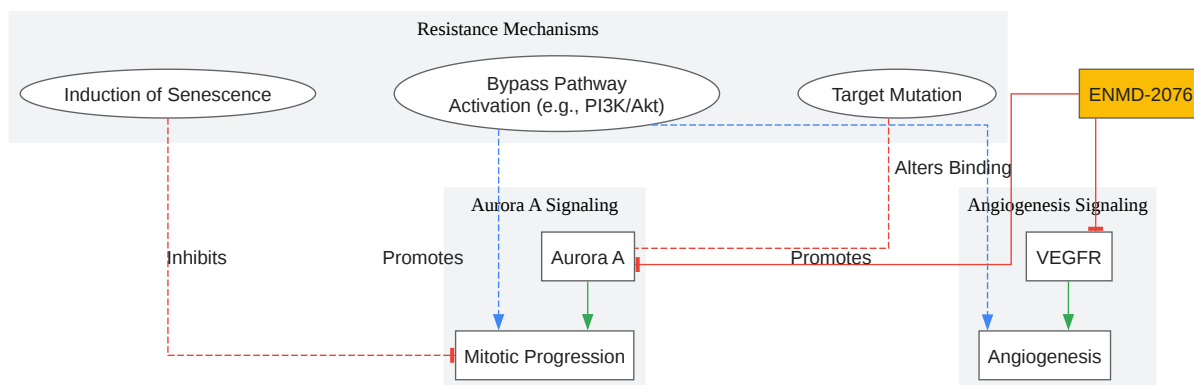 Resistance Mechanisms
Induction of Senescence
Bypass Pathway
Activation (e.g., PI3K/Akt)
Target Mutation
ENMD-2076
Alters Binding
Aurora A Signaling
Angiogenesis Signaling
Inhibits
Promotes
Aurora A
Promotes
VEGFR
Mitotic Progression
Angiogenesis